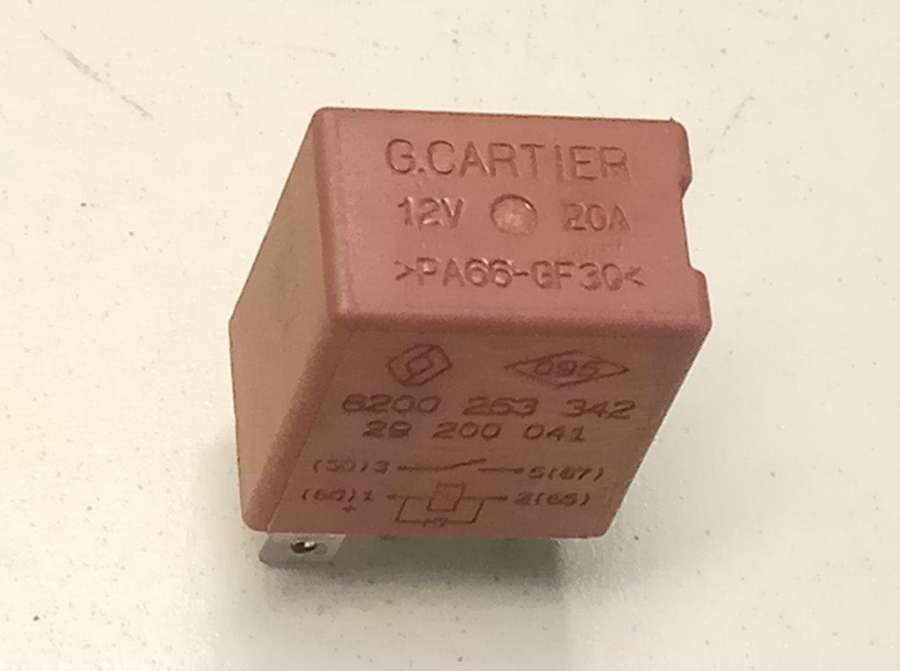 G.CARTIER
12V 20A
>PA66-GF30<
095
8200 253 342
29 200 041
(30)3 5(87)
(86)1 2(85)
+